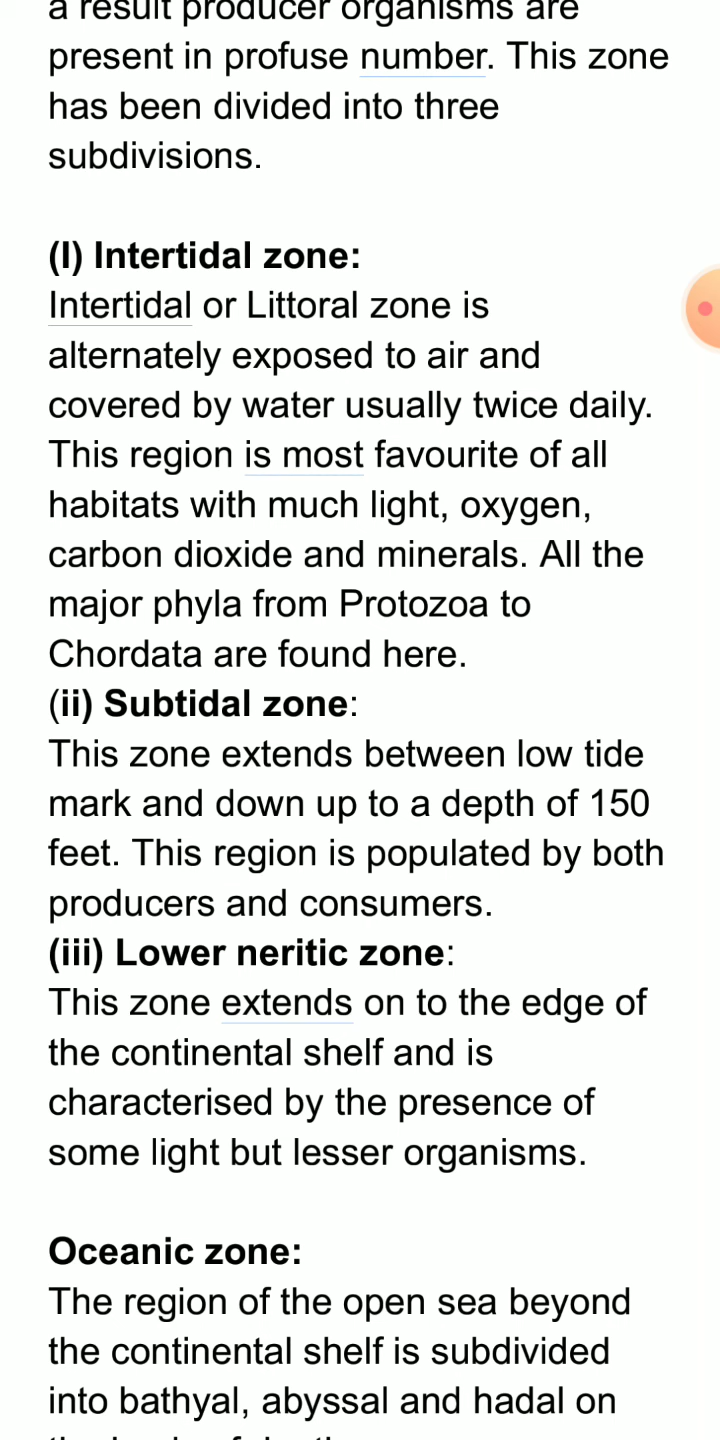 a result producer organisms are
present in profuse number. This zone
has been divided into three
subdivisions.
(I) Intertidal zone:
Intertidal or Littoral zone is
alternately exposed to air and
covered by water usually twice daily.
This region is most favourite of all
habitats with much light, oxygen,
carbon dioxide and minerals. All the
major phyla from Protozoa to
Chordata are found here.
(ii) Subtidal zone:
This zone extends between low tide
mark and down up to a depth of 150
feet. This region is populated by both
producers and consumers.
(iii) Lower neritic zone:
This zone extends on to the edge of
the continental shelf and is
characterised by the presence of
some light but lesser organisms.
Oceanic zone:
The region of the open sea beyond
the continental shelf is subdivided
into bathyal, abyssal and hadal on